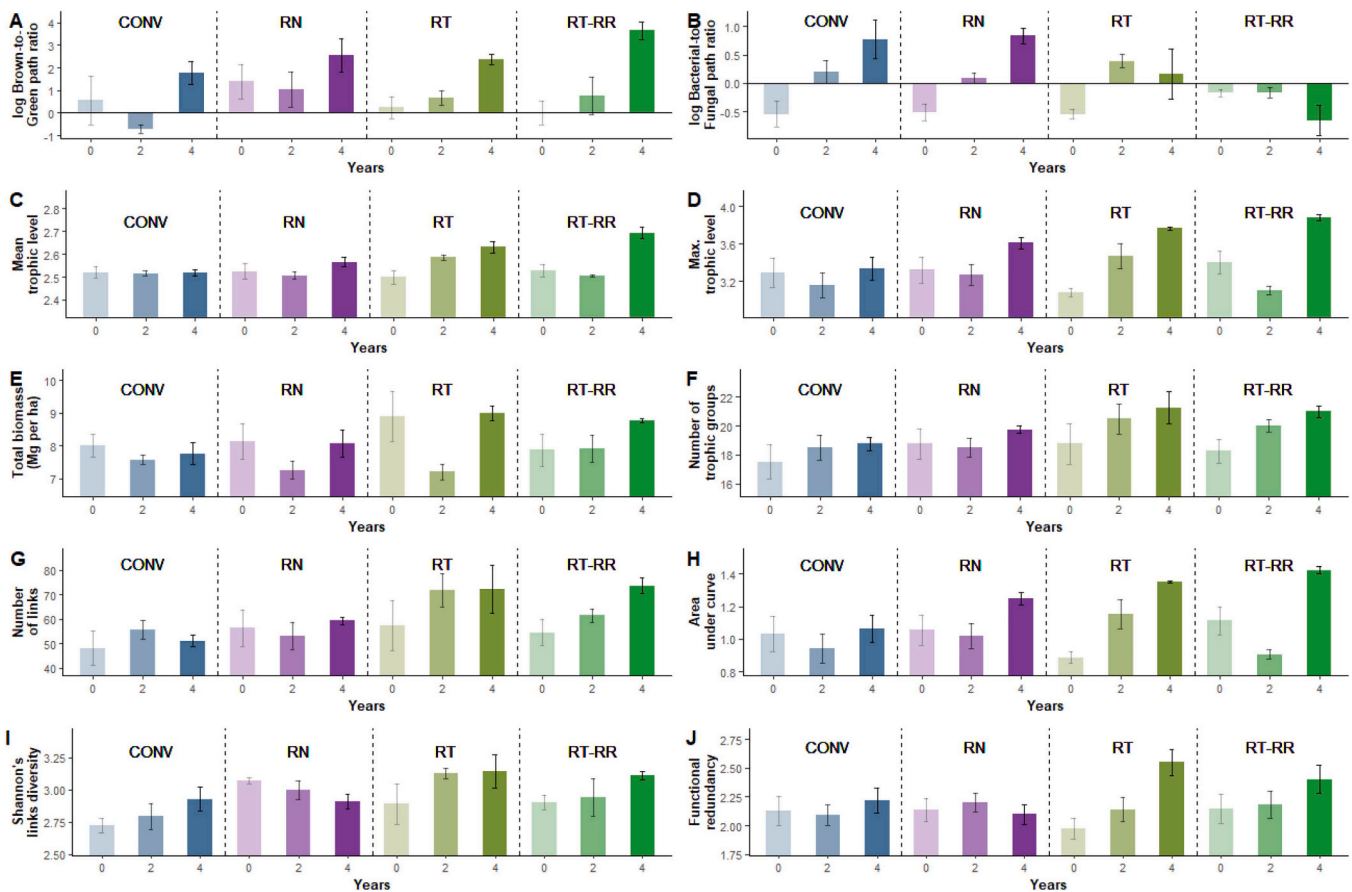 A
CONV
RN
RT
RT-RR
log Brown-to-
Green path ratio
4
3
2
1
0
-1
0 2 4 0 2 4 0 2 4 0 2 4
Years
B
CONV
RN
RT
RT-RR
log Bacterial-to-
Fungal path ratio
1.0
0.5
0.0
-0.5
0 2 4 0 2 4 0 2 4 0 2 4
Years
C
CONV
RN
RT
RT-RR
Mean
trophic level
2.8
2.7
2.6
2.5
2.4
0 2 4 0 2 4 0 2 4 0 2 4
Years
D
CONV
RN
RT
RT-RR
Max.
trophic level
4.0
3.6
3.2
0 2 4 0 2 4 0 2 4 0 2 4
Years
E
CONV
RN
RT
RT-RR
Total biomass
(Mg per ha)
10
9
8
7
0 2 4 0 2 4 0 2 4 0 2 4
Years
F
CONV
RN
RT
RT-RR
Number of
trophic groups
22
20
18
16
0 2 4 0 2 4 0 2 4 0 2 4
Years
G
CONV
RN
RT
RT-RR
Number
of links
80
70
60
50
40
0 2 4 0 2 4 0 2 4 0 2 4
Years
H
CONV
RN
RT
RT-RR
Area
under curve
1.4
1.2
1.0
0.8
0 2 4 0 2 4 0 2 4 0 2 4
Years
I
CONV
RN
RT
RT-RR
Shannon's
links diversity
3.25
3.00
2.75
2.50
0 2 4 0 2 4 0 2 4 0 2 4
Years
J
CONV
RN
RT
RT-RR
Functional
redundancy
2.75
2.50
2.25
2.00
1.75
0 2 4 0 2 4 0 2 4 0 2 4
Years